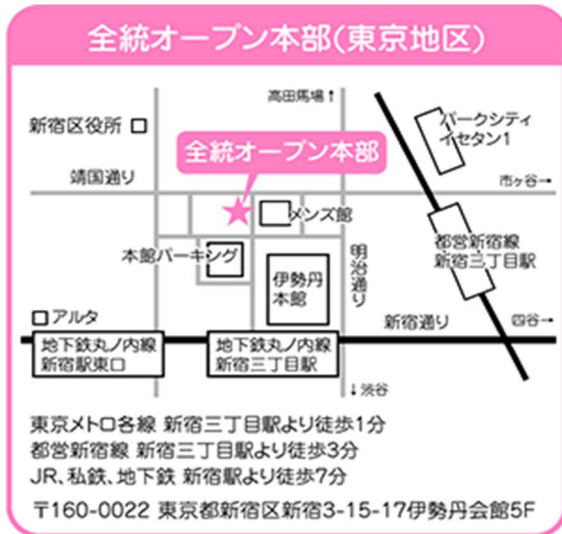 全統オープン本部(東京地区)
高田馬場↑
新宿区役所
パークシティ
イセタン1
全統オープン本部
靖国通り
市ヶ谷→
メンズ館
本館パーキング
明治通り
都営新宿線
新宿三丁目駅
伊勢丹
本館
アルタ
新宿通り
四谷→
地下鉄丸ノ内線
新宿駅東口
地下鉄丸ノ内線
新宿三丁目駅
↓渋谷
東京メトロ各線 新宿三丁目駅より徒歩1分
都営新宿線 新宿三丁目駅より徒歩3分
JR、私鉄、地下鉄 新宿駅より徒歩7分
〒160-0022 東京都新宿区新宿3-15-17伊勢丹会館5F